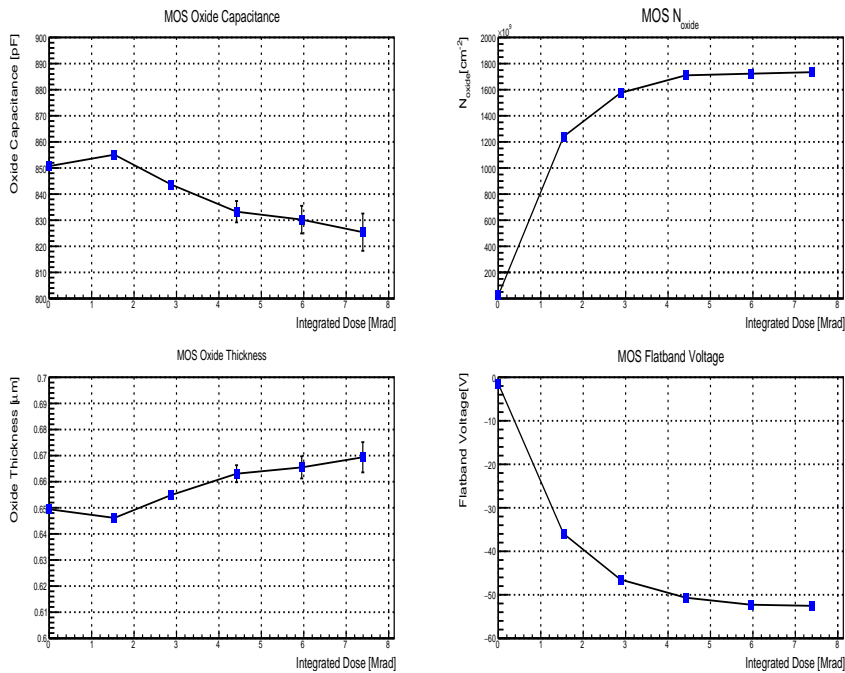 MOS Oxide Capacitance
Oxide Capacitance [pF]
900
890
880
870
860
850
840
830
820
810
800
0 1 2 3 4 5 6 7 8
Integrated Dose [Mrad]
MOS Noxide
×10⁹
Noxide[cm⁻²]
2000
1800
1600
1400
1200
1000
800
600
400
200
0 1 2 3 4 5 6 7 8
Integrated Dose [Mrad]
MOS Oxide Thickness
Oxide Thickness [μm]
0.7
0.69
0.68
0.67
0.66
0.65
0.64
0.63
0.62
0.61
0.6
0 1 2 3 4 5 6 7 8
Integrated Dose [Mrad]
MOS Flatband Voltage
Flatband Voltage[V]
0
−10
−20
−30
−40
−50
−60
0 1 2 3 4 5 6 7 8
Integrated Dose [Mrad]